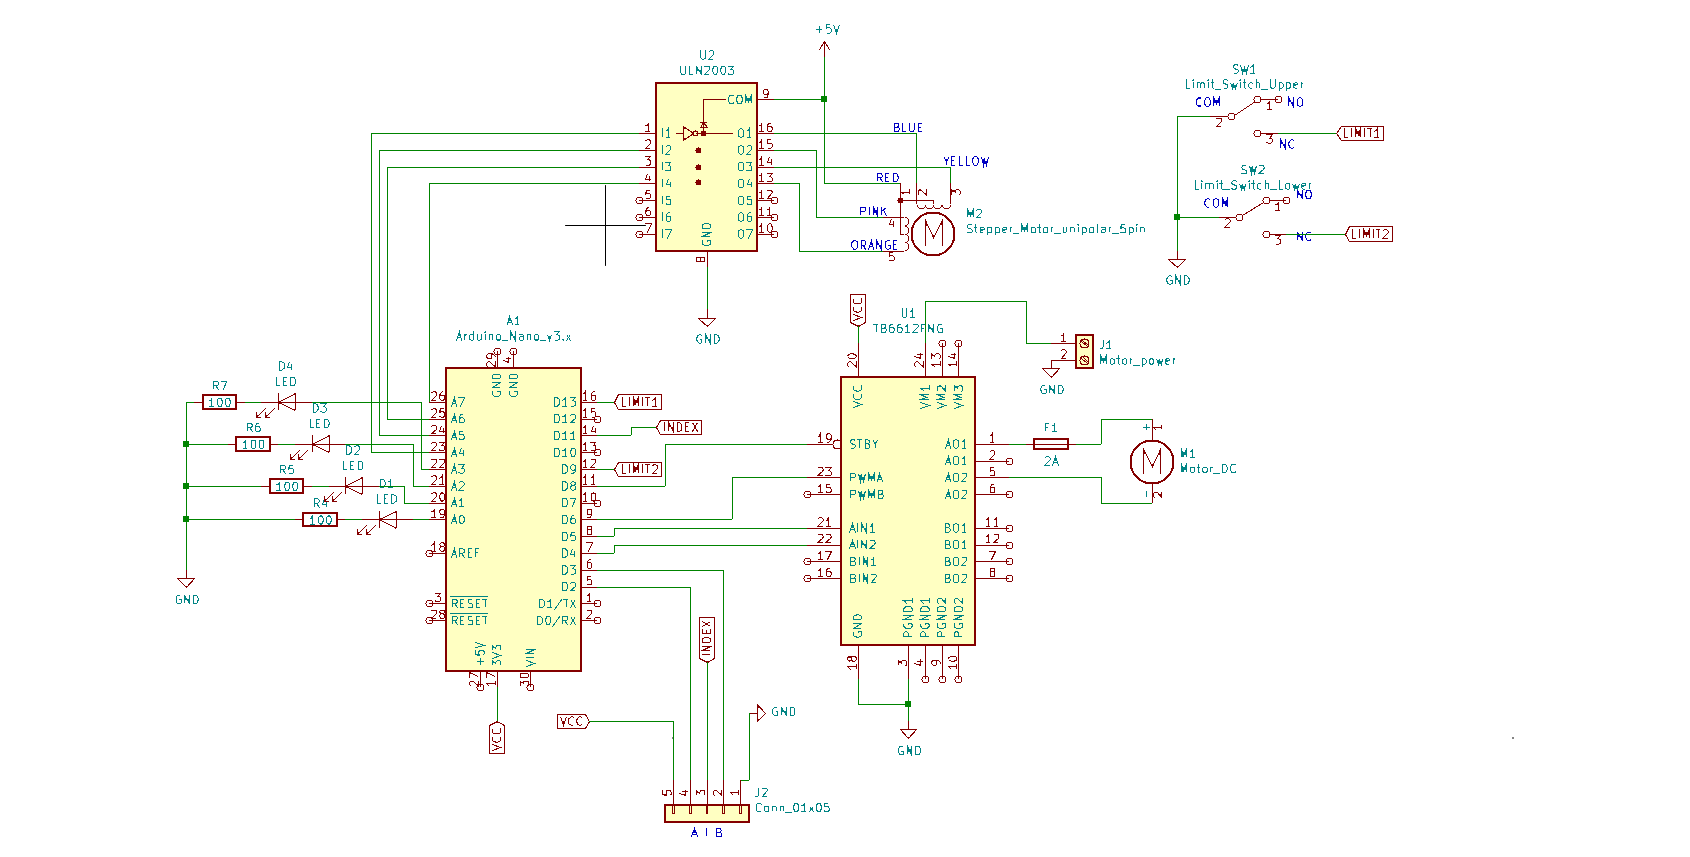 +5V
U2
ULN2003
COM 9
1 I1 O1 16 BLUE
2 I2 O2 15
3 I3 O3 14 YELLOW
4 I4 O4 13 RED
5 I5 O5 12
6 I6 O6 11 PINK
7 I7 O7 10 ORANGE
GND
8
GND
1 2 3
4
5
M
M2
Stepper_Motor_unipolar_5pin
SW1
Limit_Switch_Upper
COM
2
1 NO
3 NC
LIMIT1
SW2
Limit_Switch_Lower
COM
2
1 NO
3 NC
LIMIT2
GND
A1
Arduino_Nano_v3.x
29 4
GND GND
26 A7 D13 16 LIMIT1
25 A6 D12 15
24 A5 D11 14 INDEX
23 A4 D10 13
22 A3 D9 12 LIMIT2
21 A2 D8 11
20 A1 D7 10
19 A0 D6 9
D5 8
18 AREF D4 7
D3 6
D2 5
3 RESET D1/TX 1
28 RESET D0/RX 2
+5V 3V3 VIN
27 17 30
VCC
D4
LED
R7
100
D3
LED
R6
100
D2
LED
R5
100
D1
LED
R4
100
GND
VCC
U1
TB6612FNG
20 24 13 14
VCC VM1 VM2 VM3
19 STBY AO1 1
AO1 2
23 PWMA AO2 5
15 PWMB AO2 6
21 AIN1 BO1 11
22 AIN2 BO1 12
17 BIN1 BO2 7
16 BIN2 BO2 8
GND PGND1 PGND1 PGND2 PGND2
18 3 4 9 10
GND
1
2
J1
Motor_power
GND
F1
2A
+ 1
M
- 2
M1
Motor_DC
INDEX
VCC
GND
5 4 3 2 1
J2
Conn_01x05
A I B